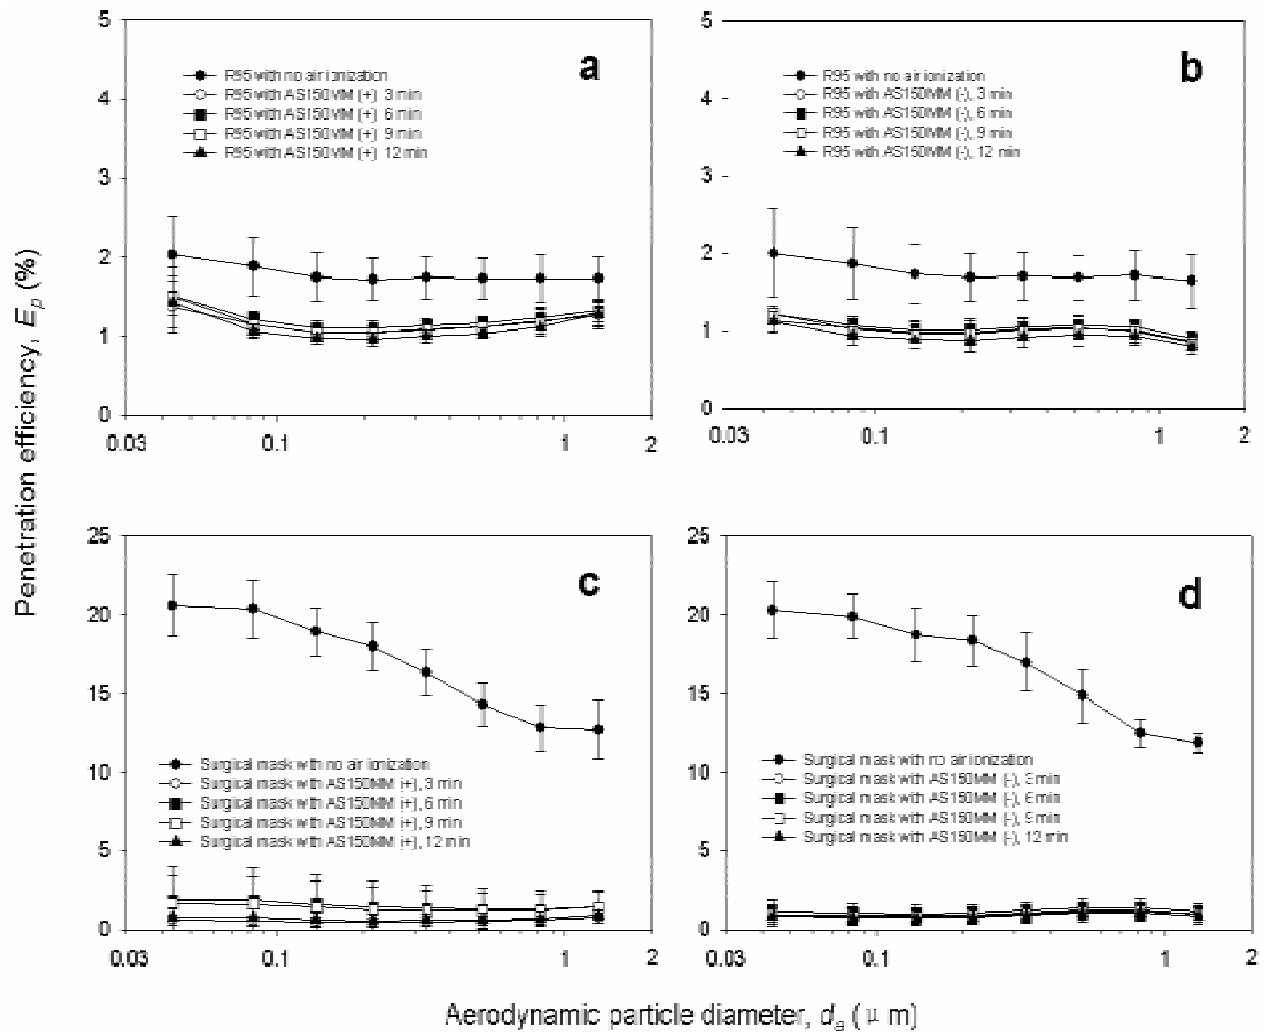 5
4
3
2
1
0
0.03
0.1
1
2
a
R95 with no air ionization
R95 with AS150MM (+) 3 min
R95 with AS150MM (+) 6 min
R95 with AS150MM (+) 9 min
R95 with AS150MM (+) 12 min
5
4
3
2
1
0
0.03
0.1
1
2
b
R95 with no air ionization
R95 with AS150MM (-), 3 min
R95 with AS150MM (-), 6 min
R95 with AS150MM (-), 9 min
R95 with AS150MM (-), 12 min
Penetration efficiency, Ep (%)
25
20
15
10
5
0
0.03
0.1
1
2
c
Surgical mask with no air ionization
Surgical mask with AS150MM (+), 3 min
Surgical mask with AS150MM (+), 6 min
Surgical mask with AS150MM (+), 9 min
Surgical mask with AS150MM (+), 12 min
25
20
15
10
5
0
0.03
0.1
1
2
d
Surgical mask with no air ionization
Surgical mask with AS150MM (-), 3 min
Surgical mask with AS150MM (-), 6 min
Surgical mask with AS150MM (-), 9 min
Surgical mask with AS150MM (-), 12 min
Aerodynamic particle diameter, da (μm)